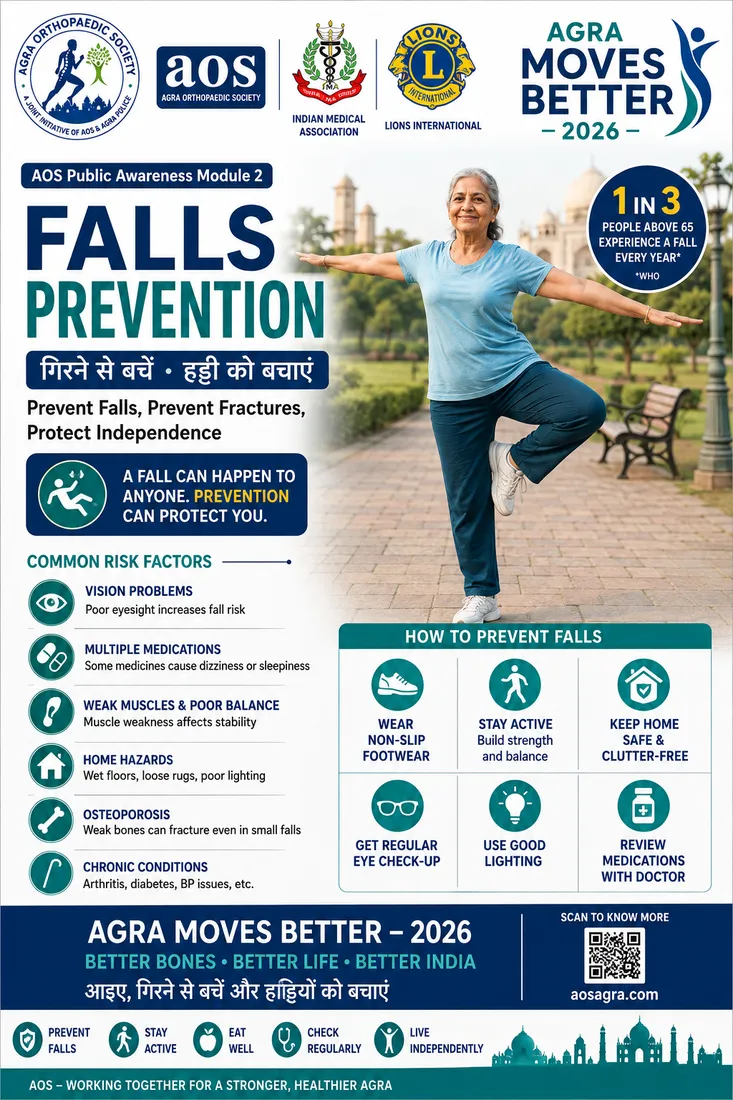 AGRA ORTHOPAEDIC SOCIETY
A JOINT INITIATIVE OF AOS & AGRA POLICE
aos
AGRA ORTHOPAEDIC SOCIETY
INDIAN MEDICAL
ASSOCIATION
LIONS
L
INTERNATIONAL
LIONS INTERNATIONAL
AGRA
MOVES
BETTER
– 2026 –
AOS Public Awareness Module 2
FALLS
PREVENTION
गिरने से बचें • हड्डी को बचाएं
Prevent Falls, Prevent Fractures,
Protect Independence
1 IN 3
PEOPLE ABOVE 65
EXPERIENCE A FALL
EVERY YEAR*
*WHO
A FALL CAN HAPPEN TO
ANYONE. PREVENTION
CAN PROTECT YOU.
COMMON RISK FACTORS
VISION PROBLEMS
Poor eyesight increases fall risk
MULTIPLE MEDICATIONS
Some medicines cause dizziness or sleepiness
WEAK MUSCLES & POOR BALANCE
Muscle weakness affects stability
HOME HAZARDS
Wet floors, loose rugs, poor lighting
OSTEOPOROSIS
Weak bones can fracture even in small falls
CHRONIC CONDITIONS
Arthritis, diabetes, BP issues, etc.
HOW TO PREVENT FALLS
WEAR
NON-SLIP
FOOTWEAR
STAY ACTIVE
Build strength
and balance
KEEP HOME
SAFE &
CLUTTER-FREE
GET REGULAR
EYE CHECK-UP
USE GOOD
LIGHTING
REVIEW
MEDICATIONS
WITH DOCTOR
AGRA MOVES BETTER – 2026
BETTER BONES • BETTER LIFE • BETTER INDIA
आइए, गिरने से बचें और हड्डियों को बचाएं
SCAN TO KNOW MORE
aosagra.com
PREVENT
FALLS
STAY
ACTIVE
EAT
WELL
CHECK
REGULARLY
LIVE
INDEPENDENTLY
AOS – WORKING TOGETHER FOR A STRONGER, HEALTHIER AGRA